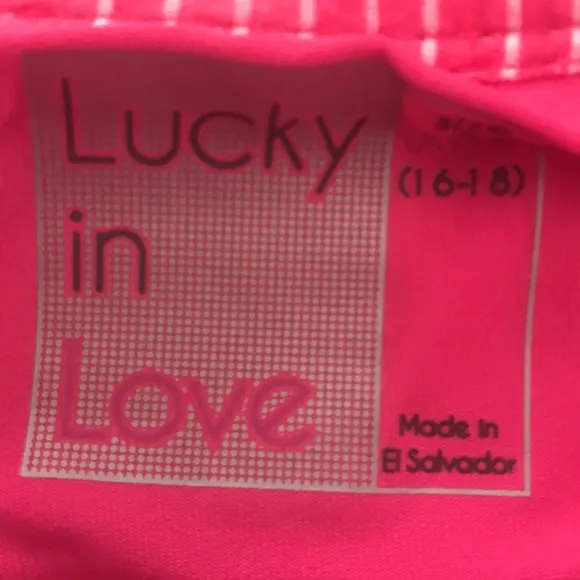 Lucky
in
Love
(16-18)
Made in
El Salvador